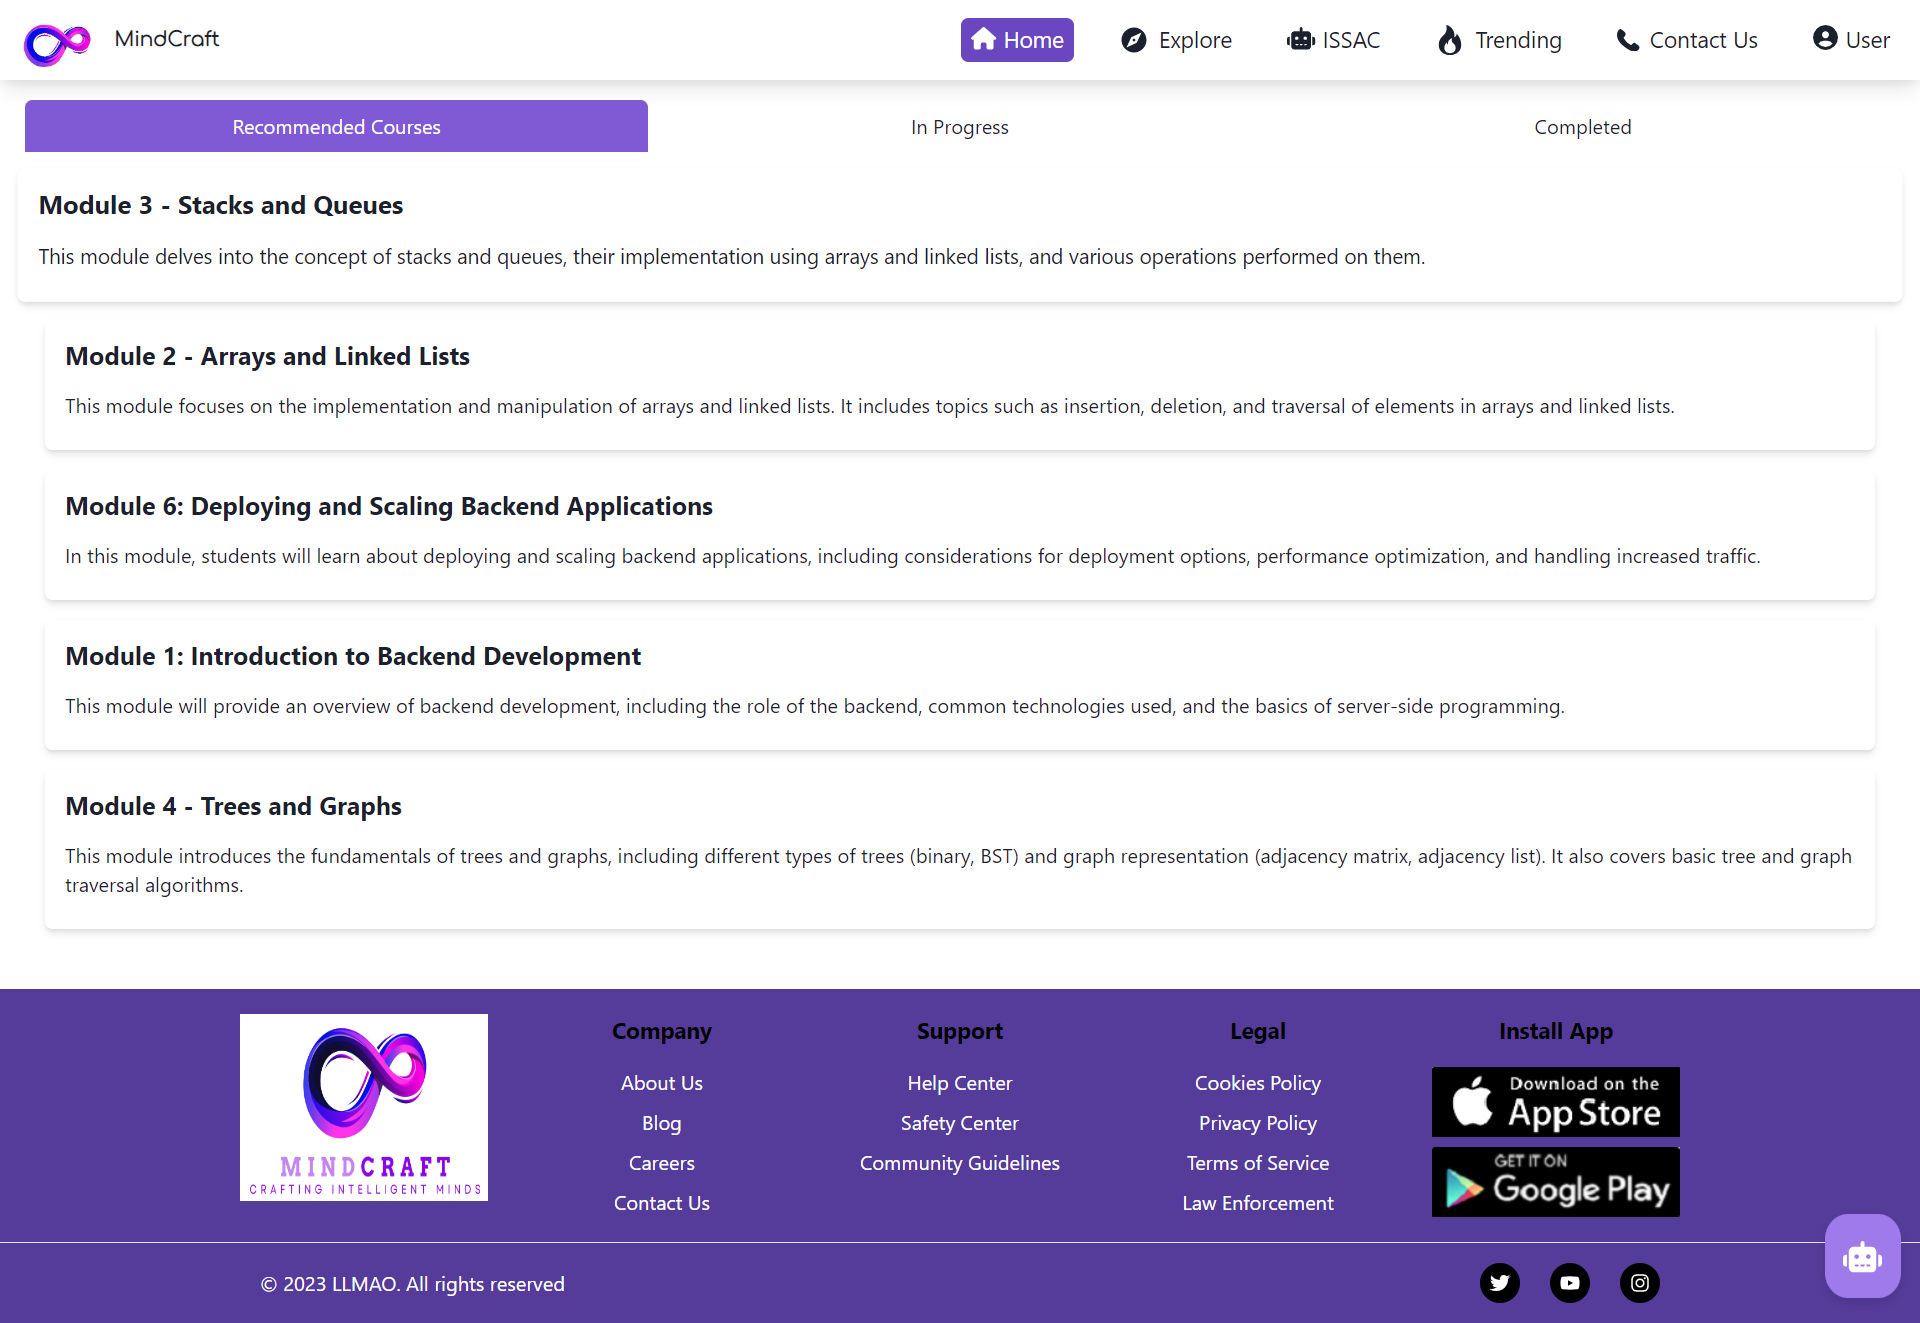 MindCraft
Home
Explore
ISSAC
Trending
Contact Us
User
Recommended Courses
In Progress
Completed
Module 3 - Stacks and Queues
This module delves into the concept of stacks and queues, their implementation using arrays and linked lists, and various operations performed on them.
Module 2 - Arrays and Linked Lists
This module focuses on the implementation and manipulation of arrays and linked lists. It includes topics such as insertion, deletion, and traversal of elements in arrays and linked lists.
Module 6: Deploying and Scaling Backend Applications
In this module, students will learn about deploying and scaling backend applications, including considerations for deployment options, performance optimization, and handling increased traffic.
Module 1: Introduction to Backend Development
This module will provide an overview of backend development, including the role of the backend, common technologies used, and the basics of server-side programming.
Module 4 - Trees and Graphs
This module introduces the fundamentals of trees and graphs, including different types of trees (binary, BST) and graph representation (adjacency matrix, adjacency list). It also covers basic tree and graph
traversal algorithms.
MINDCRAFT
CRAFTING INTELLIGENT MINDS
Company
About Us
Blog
Careers
Contact Us
Support
Help Center
Safety Center
Community Guidelines
Legal
Cookies Policy
Privacy Policy
Terms of Service
Law Enforcement
Install App
Download on the
App Store
GET IT ON
Google Play
© 2023 LLMAO. All rights reserved